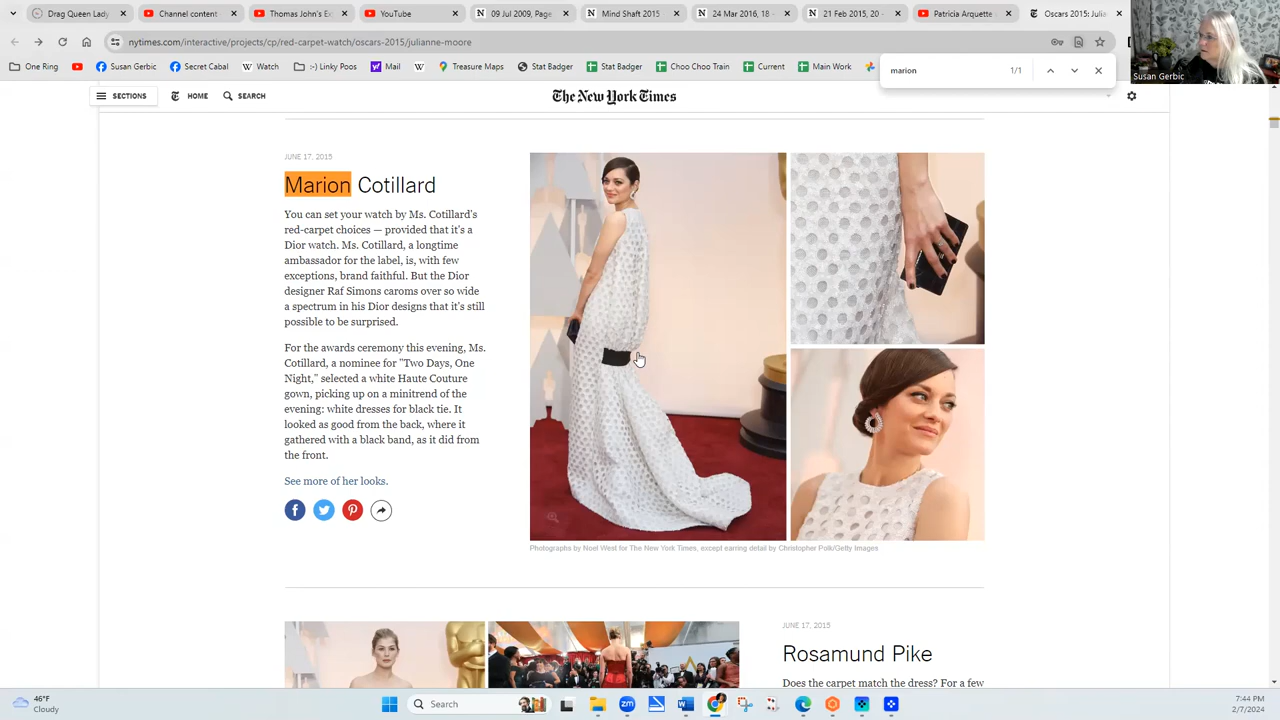 Drag Queen Lady
Channel content
Thomas John's Ex
YouTube
09 Jul 2009, Page
Mind Shaft 2015
24 Mar 2016, 18 -
21 Feb 2015, 20 -
Patricia Arquette
Oscars 2015: Julia
nytimes.com/interactive/projects/cp/red-carpet-watch/oscars-2015/julianne-moore
One Ring
Susan Gerbic
Secret Cabal
Watch
:-) Linky Poos
Mail
Treasure Maps
Stat Badger
Stat Badger
Choo Choo Train
Current
Main Work
marion
1/1
Susan Gerbic
SECTIONS
HOME
SEARCH
The New York Times
JUNE 17, 2015
Marion Cotillard
You can set your watch by Ms. Cotillard's
red-carpet choices — provided that it's a
Dior watch. Ms. Cotillard, a longtime
ambassador for the label, is, with few
exceptions, brand faithful. But the Dior
designer Raf Simons caroms over so wide
a spectrum in his Dior designs that it's still
possible to be surprised.
For the awards ceremony this evening, Ms.
Cotillard, a nominee for "Two Days, One
Night," selected a white Haute Couture
gown, picking up on a minitrend of the
evening: white dresses for black tie. It
looked as good from the back, where it
gathered with a black band, as it did from
the front.
See more of her looks.
Photographs by Noel West for The New York Times, except earring detail by Christopher Polk/Getty Images
JUNE 17, 2015
Rosamund Pike
Does the carpet match the dress? For a few
46°F
Cloudy
Search
7:44 PM
2/7/2024